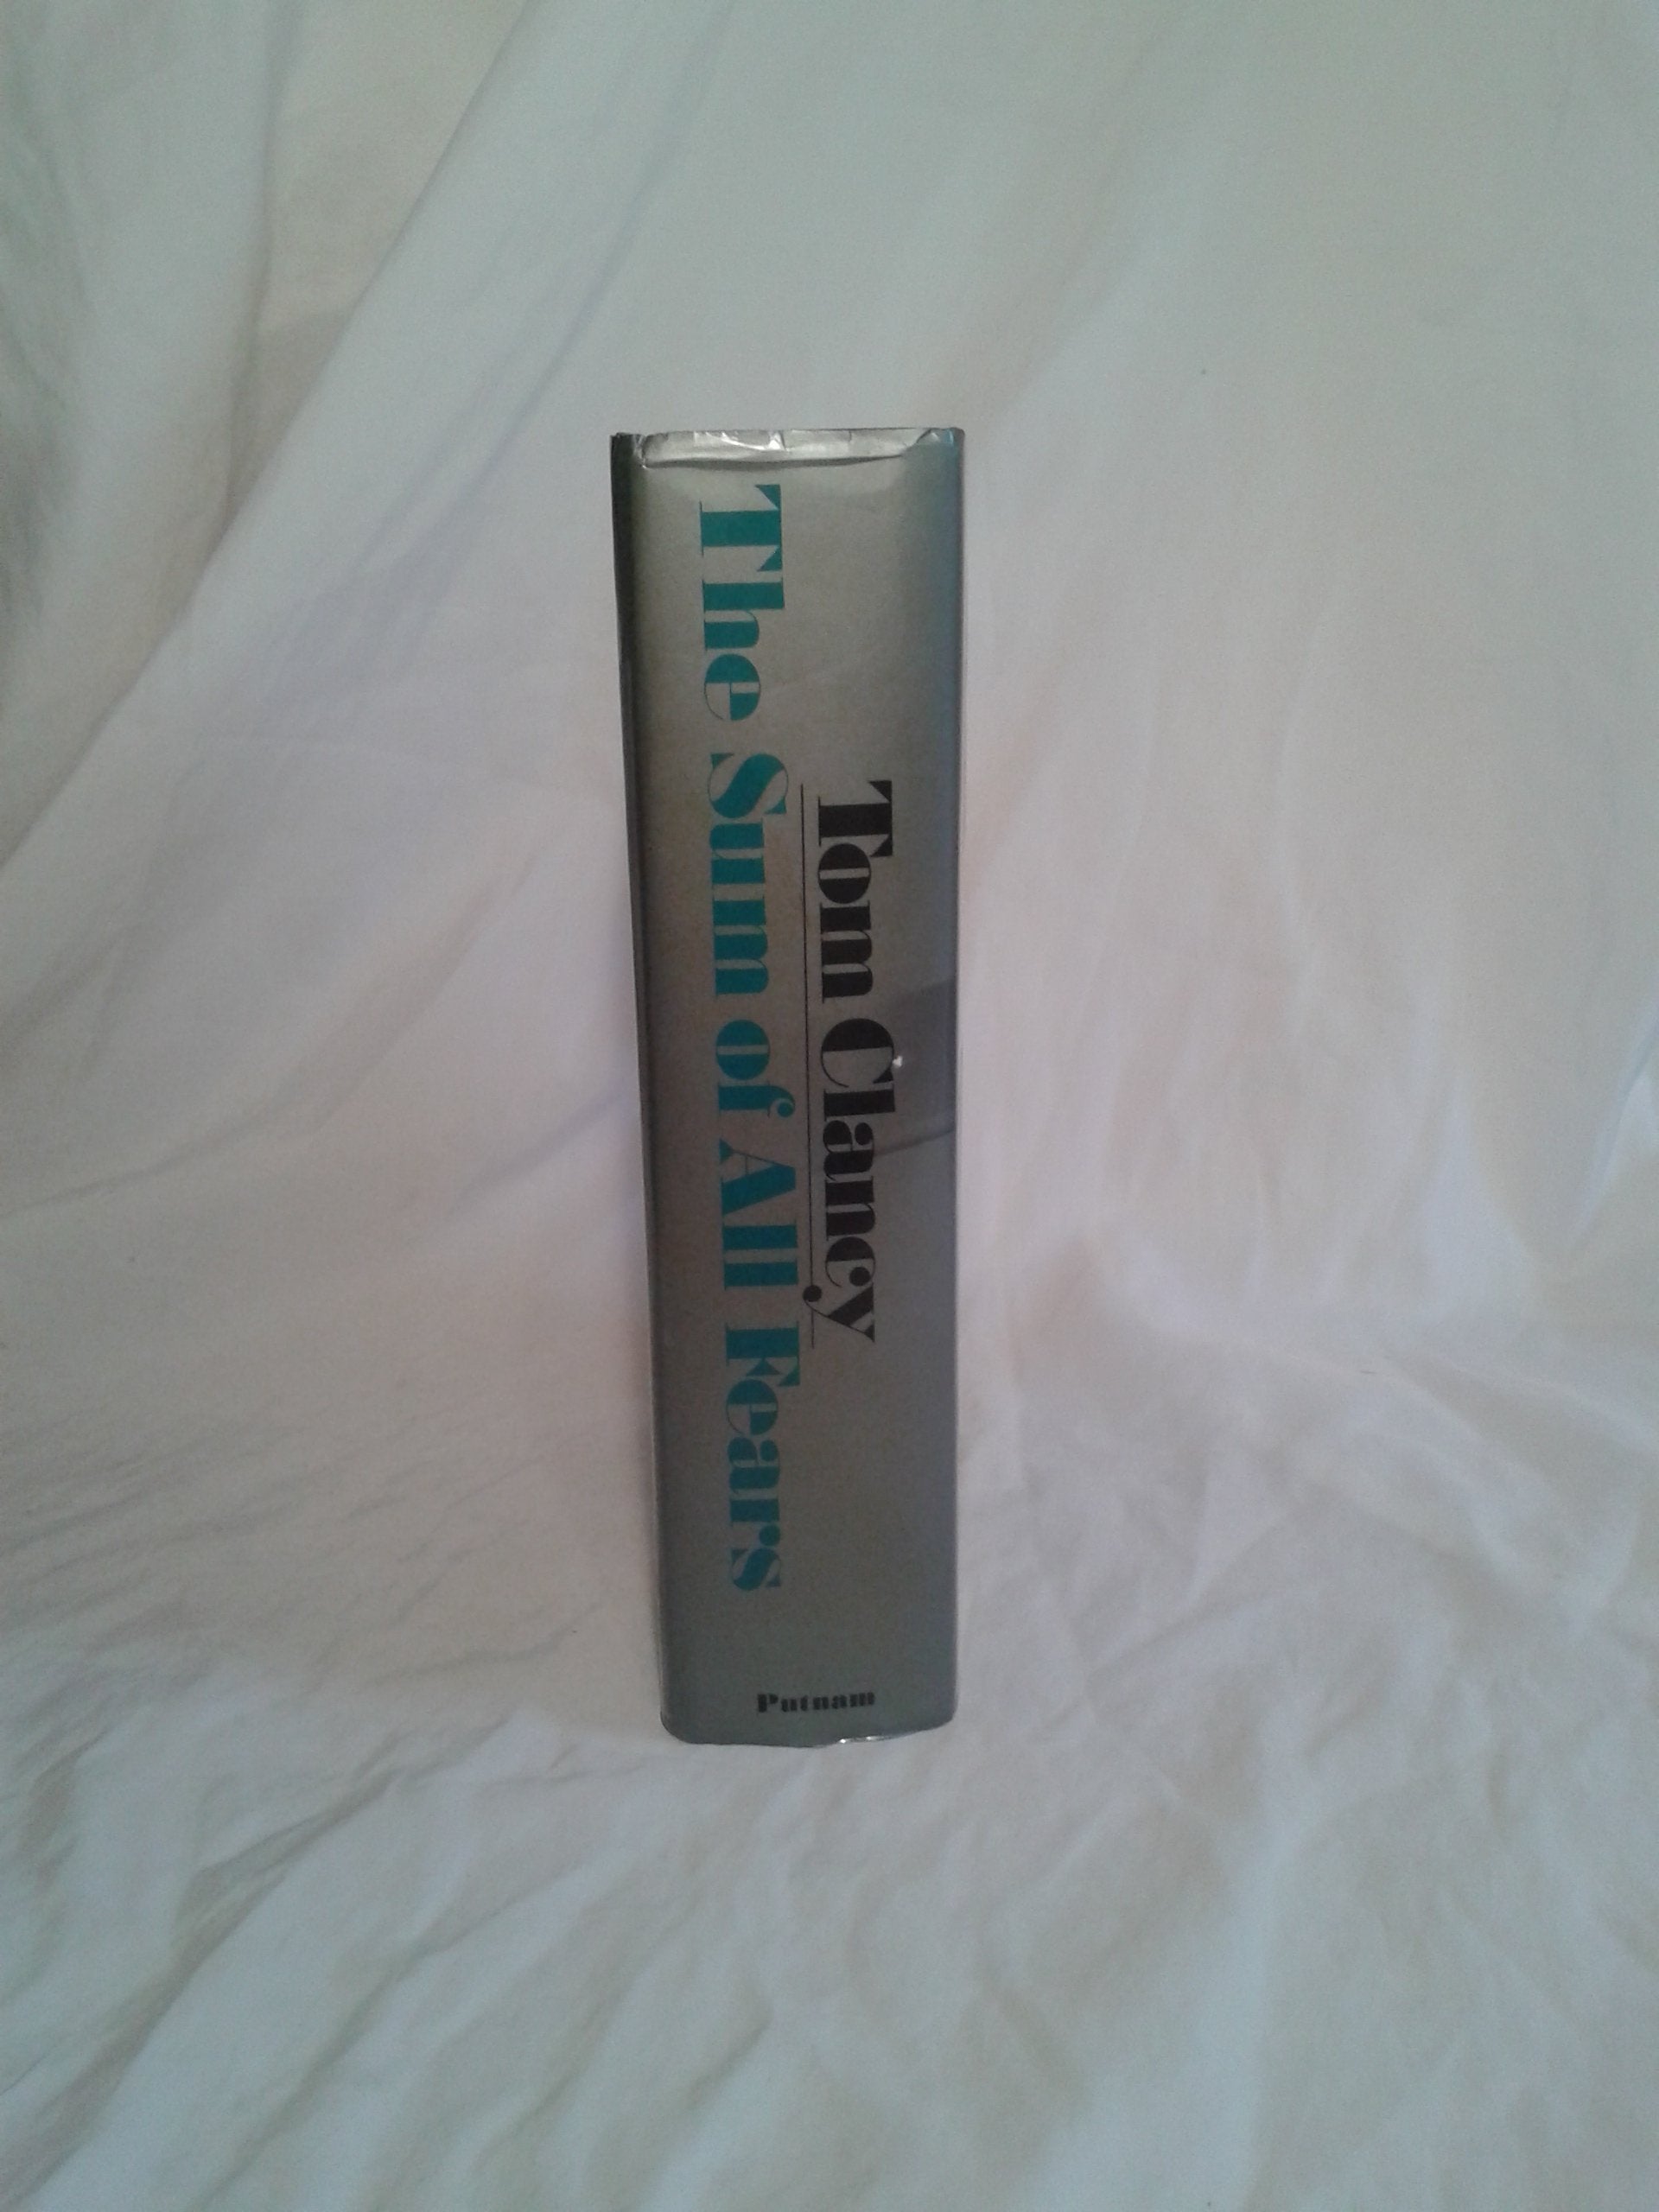 Tom Clancy
The Sum of All Fears
Putnam